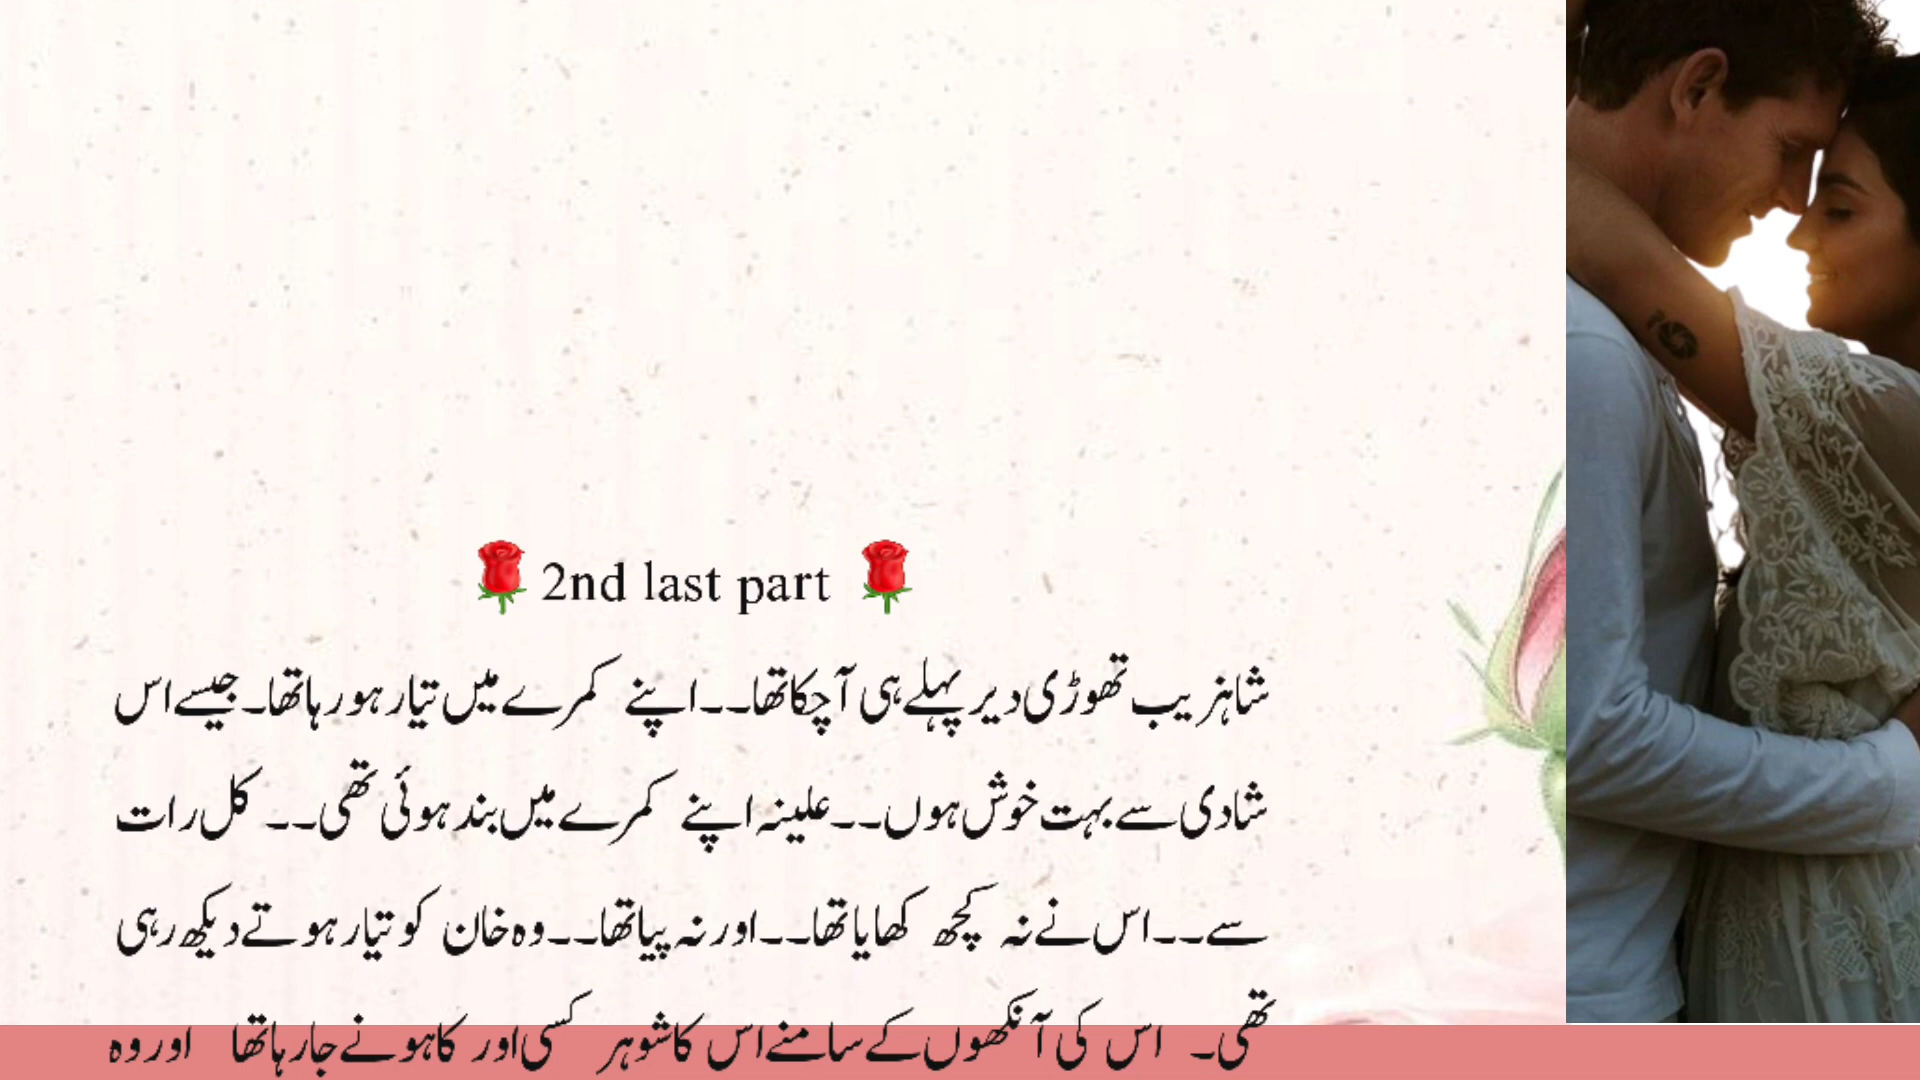 🌹2nd last part 🌹
شاہزیب تھوڑی دیر پہلے ہی آچکا تھا۔۔اپنے کمرے میں تیار ہو رہا تھا۔ جیسے اس
شادی سے بہت خوش ہوں۔۔علینہ اپنے کمرے میں بند ہوئی تھی۔۔ کل رات
سے۔۔اس نے نہ کچھ کھایا تھا۔۔اور نہ پیا تھا۔۔وہ خان کو تیار ہوتے دیکھ رہی
تھی۔ اس کی آنکھوں کے سامنے اس کا شوہر کسی اور کا ہونے جا رہا تھا اور وہ